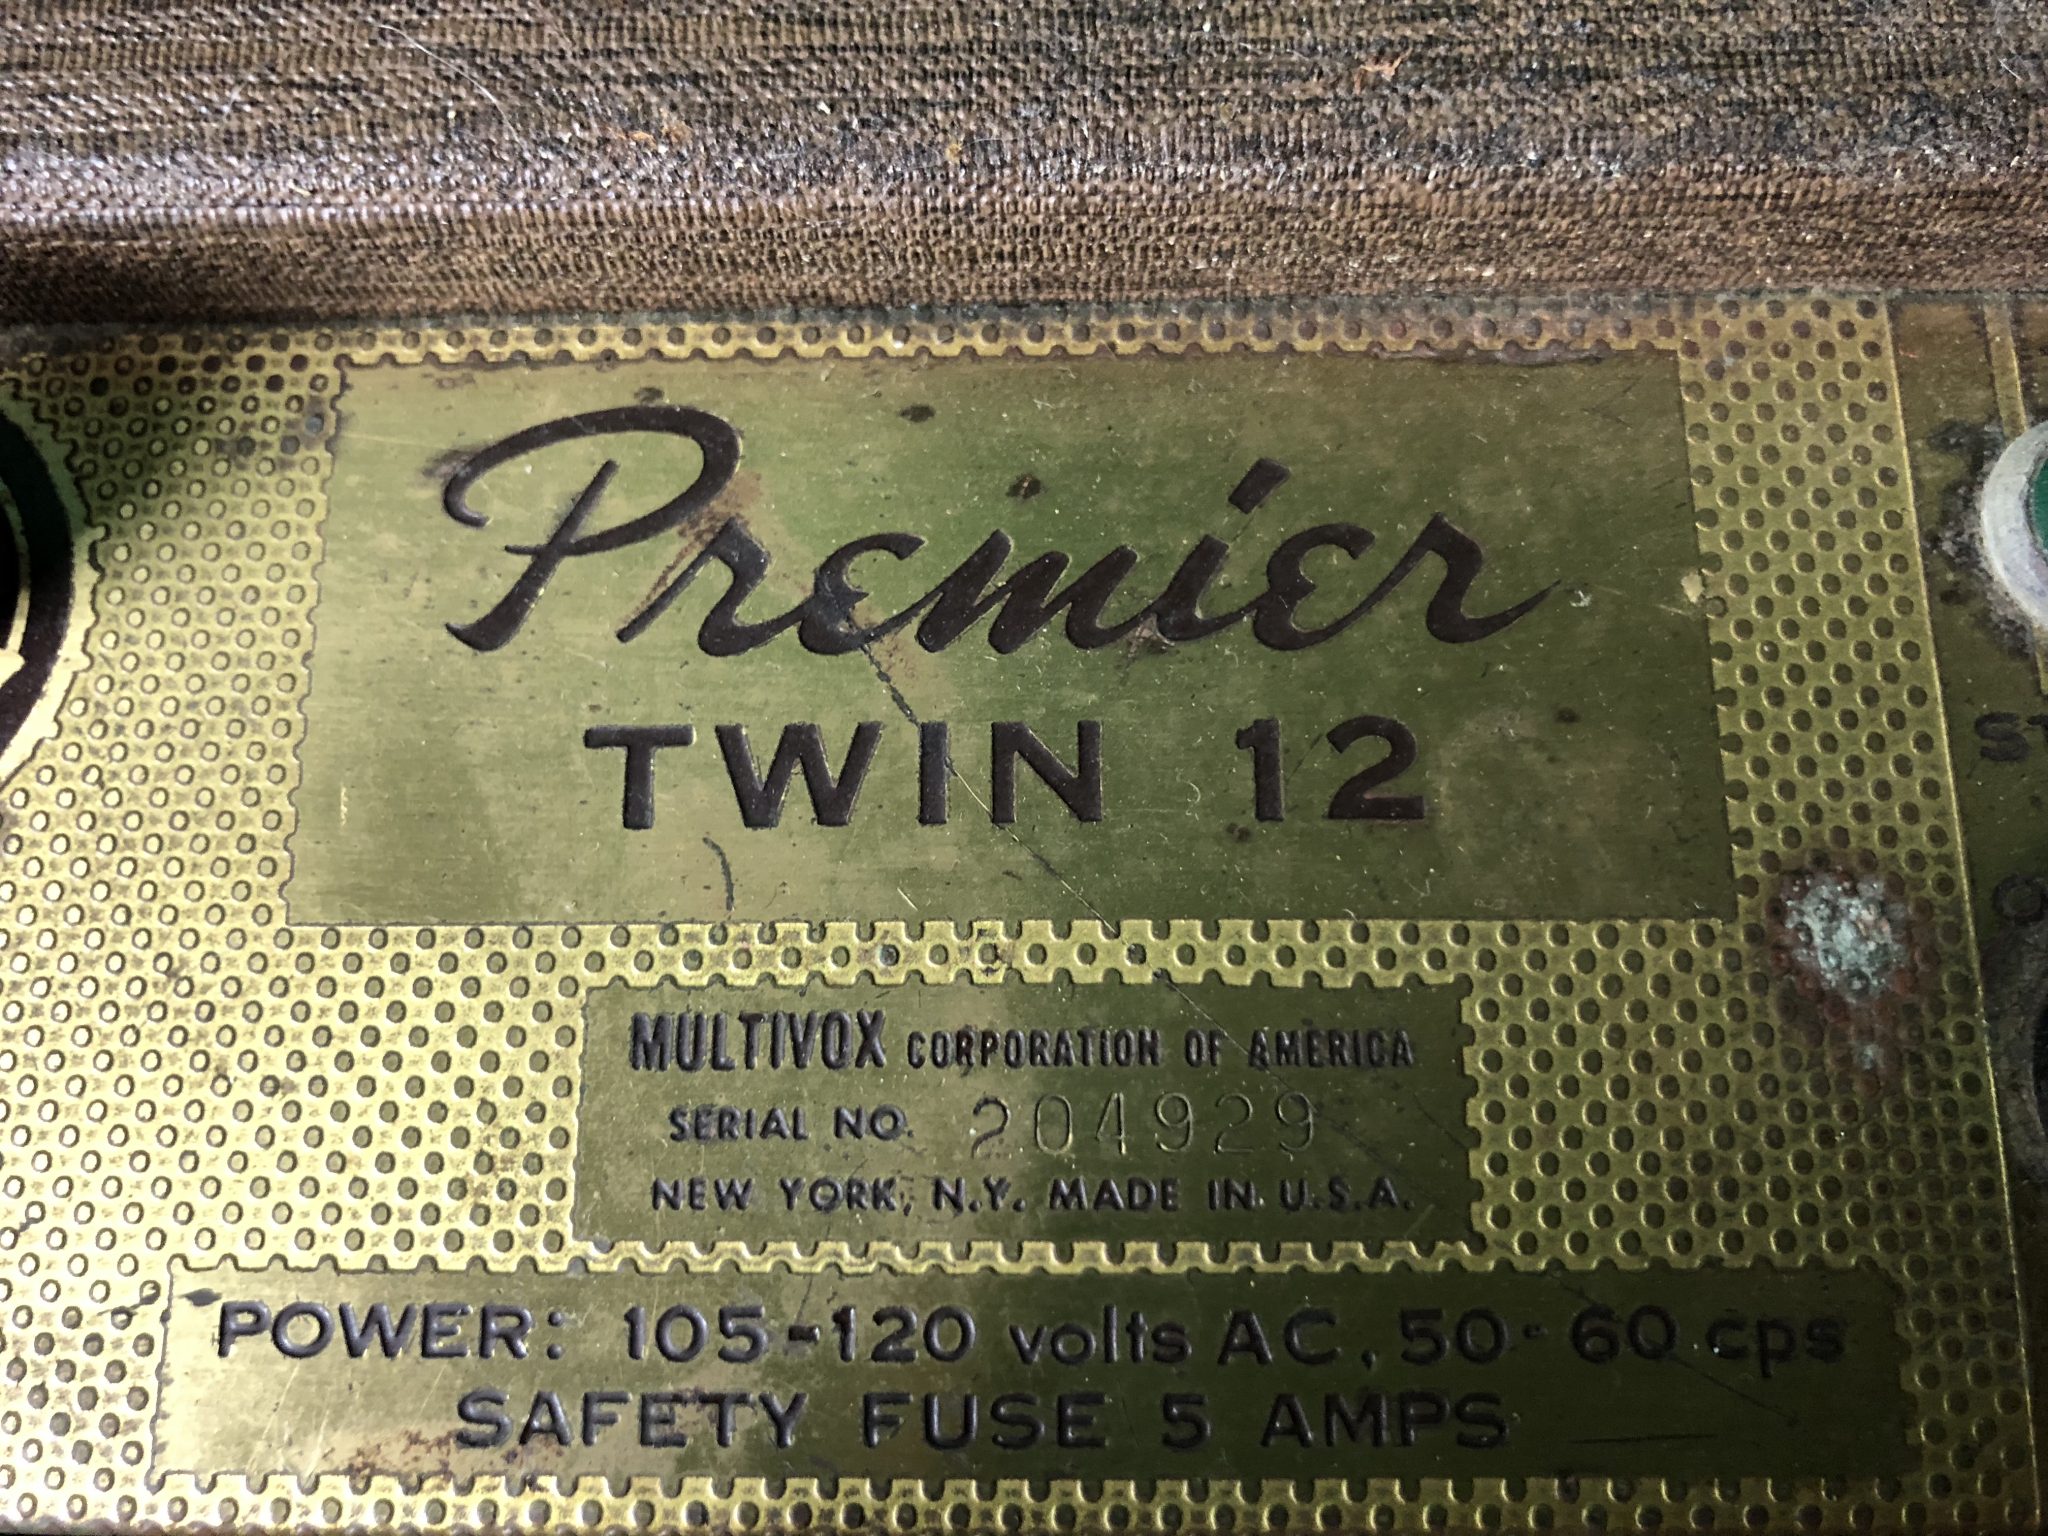 Premier
TWIN 12
MULTIVOX CORPORATION OF AMERICA
SERIAL NO. 204929
NEW YORK, N.Y. MADE IN U.S.A.
POWER: 105-120 volts AC, 50-60 cps
SAFETY FUSE 5 AMPS